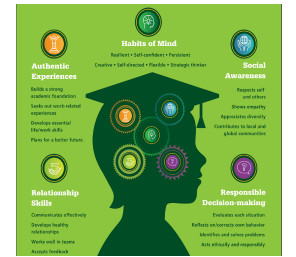 Habits of Mind
Resilient • Self-confident • Persistent
Creative • Self-directed • Flexible • Strategic thinker
Authentic
Experiences
Builds a strong
academic foundation
Seeks out work-related
experiences
Develops essential
life/work skills
Plans for a better future.
Social
Awareness
Respects self
and others
Shows empathy
Appreciates diversity
Contributes to local and
global communities
Relationship
Skills
Communicates effectively
Develops healthy
relationships
Works well in teams
Accepts feedback
Responsible
Decision-making
Evaluates each situation
Reflects on/corrects own behavior
Identifies and solves problems
Acts ethically and responsibly